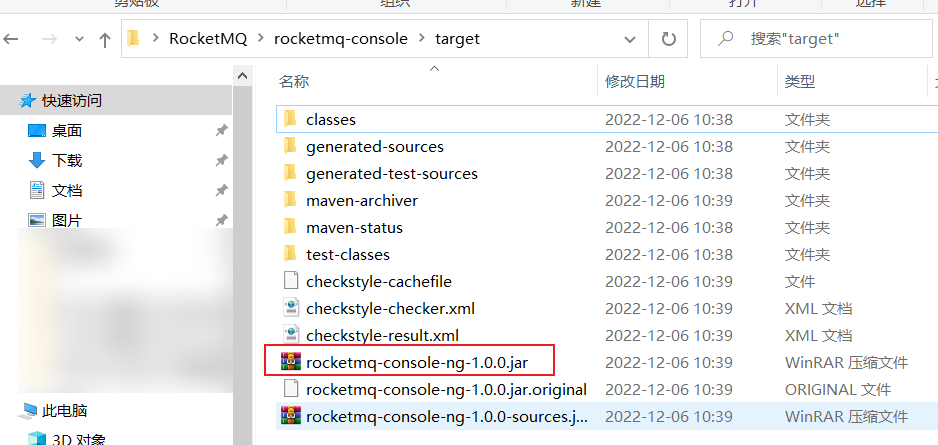 剪贴板 组织 新建 打开 选择
RocketMQ > rocketmq-console > target
搜索"target"
名称 修改日期 类型
快速访问
桌面
下载
文档
图片
此电脑
3D 对象
classes 2022-12-06 10:38 文件夹
generated-sources 2022-12-06 10:38 文件夹
generated-test-sources 2022-12-06 10:38 文件夹
maven-archiver 2022-12-06 10:39 文件夹
maven-status 2022-12-06 10:38 文件夹
test-classes 2022-12-06 10:38 文件夹
checkstyle-cachefile 2022-12-06 10:38 文件
checkstyle-checker.xml 2022-12-06 10:39 XML 文档
checkstyle-result.xml 2022-12-06 10:39 XML 文档
rocketmq-console-ng-1.0.0.jar 2022-12-06 10:39 WinRAR 压缩文件
rocketmq-console-ng-1.0.0.jar.original 2022-12-06 10:39 ORIGINAL 文件
rocketmq-console-ng-1.0.0-sources.j... 2022-12-06 10:39 WinRAR 压缩文件